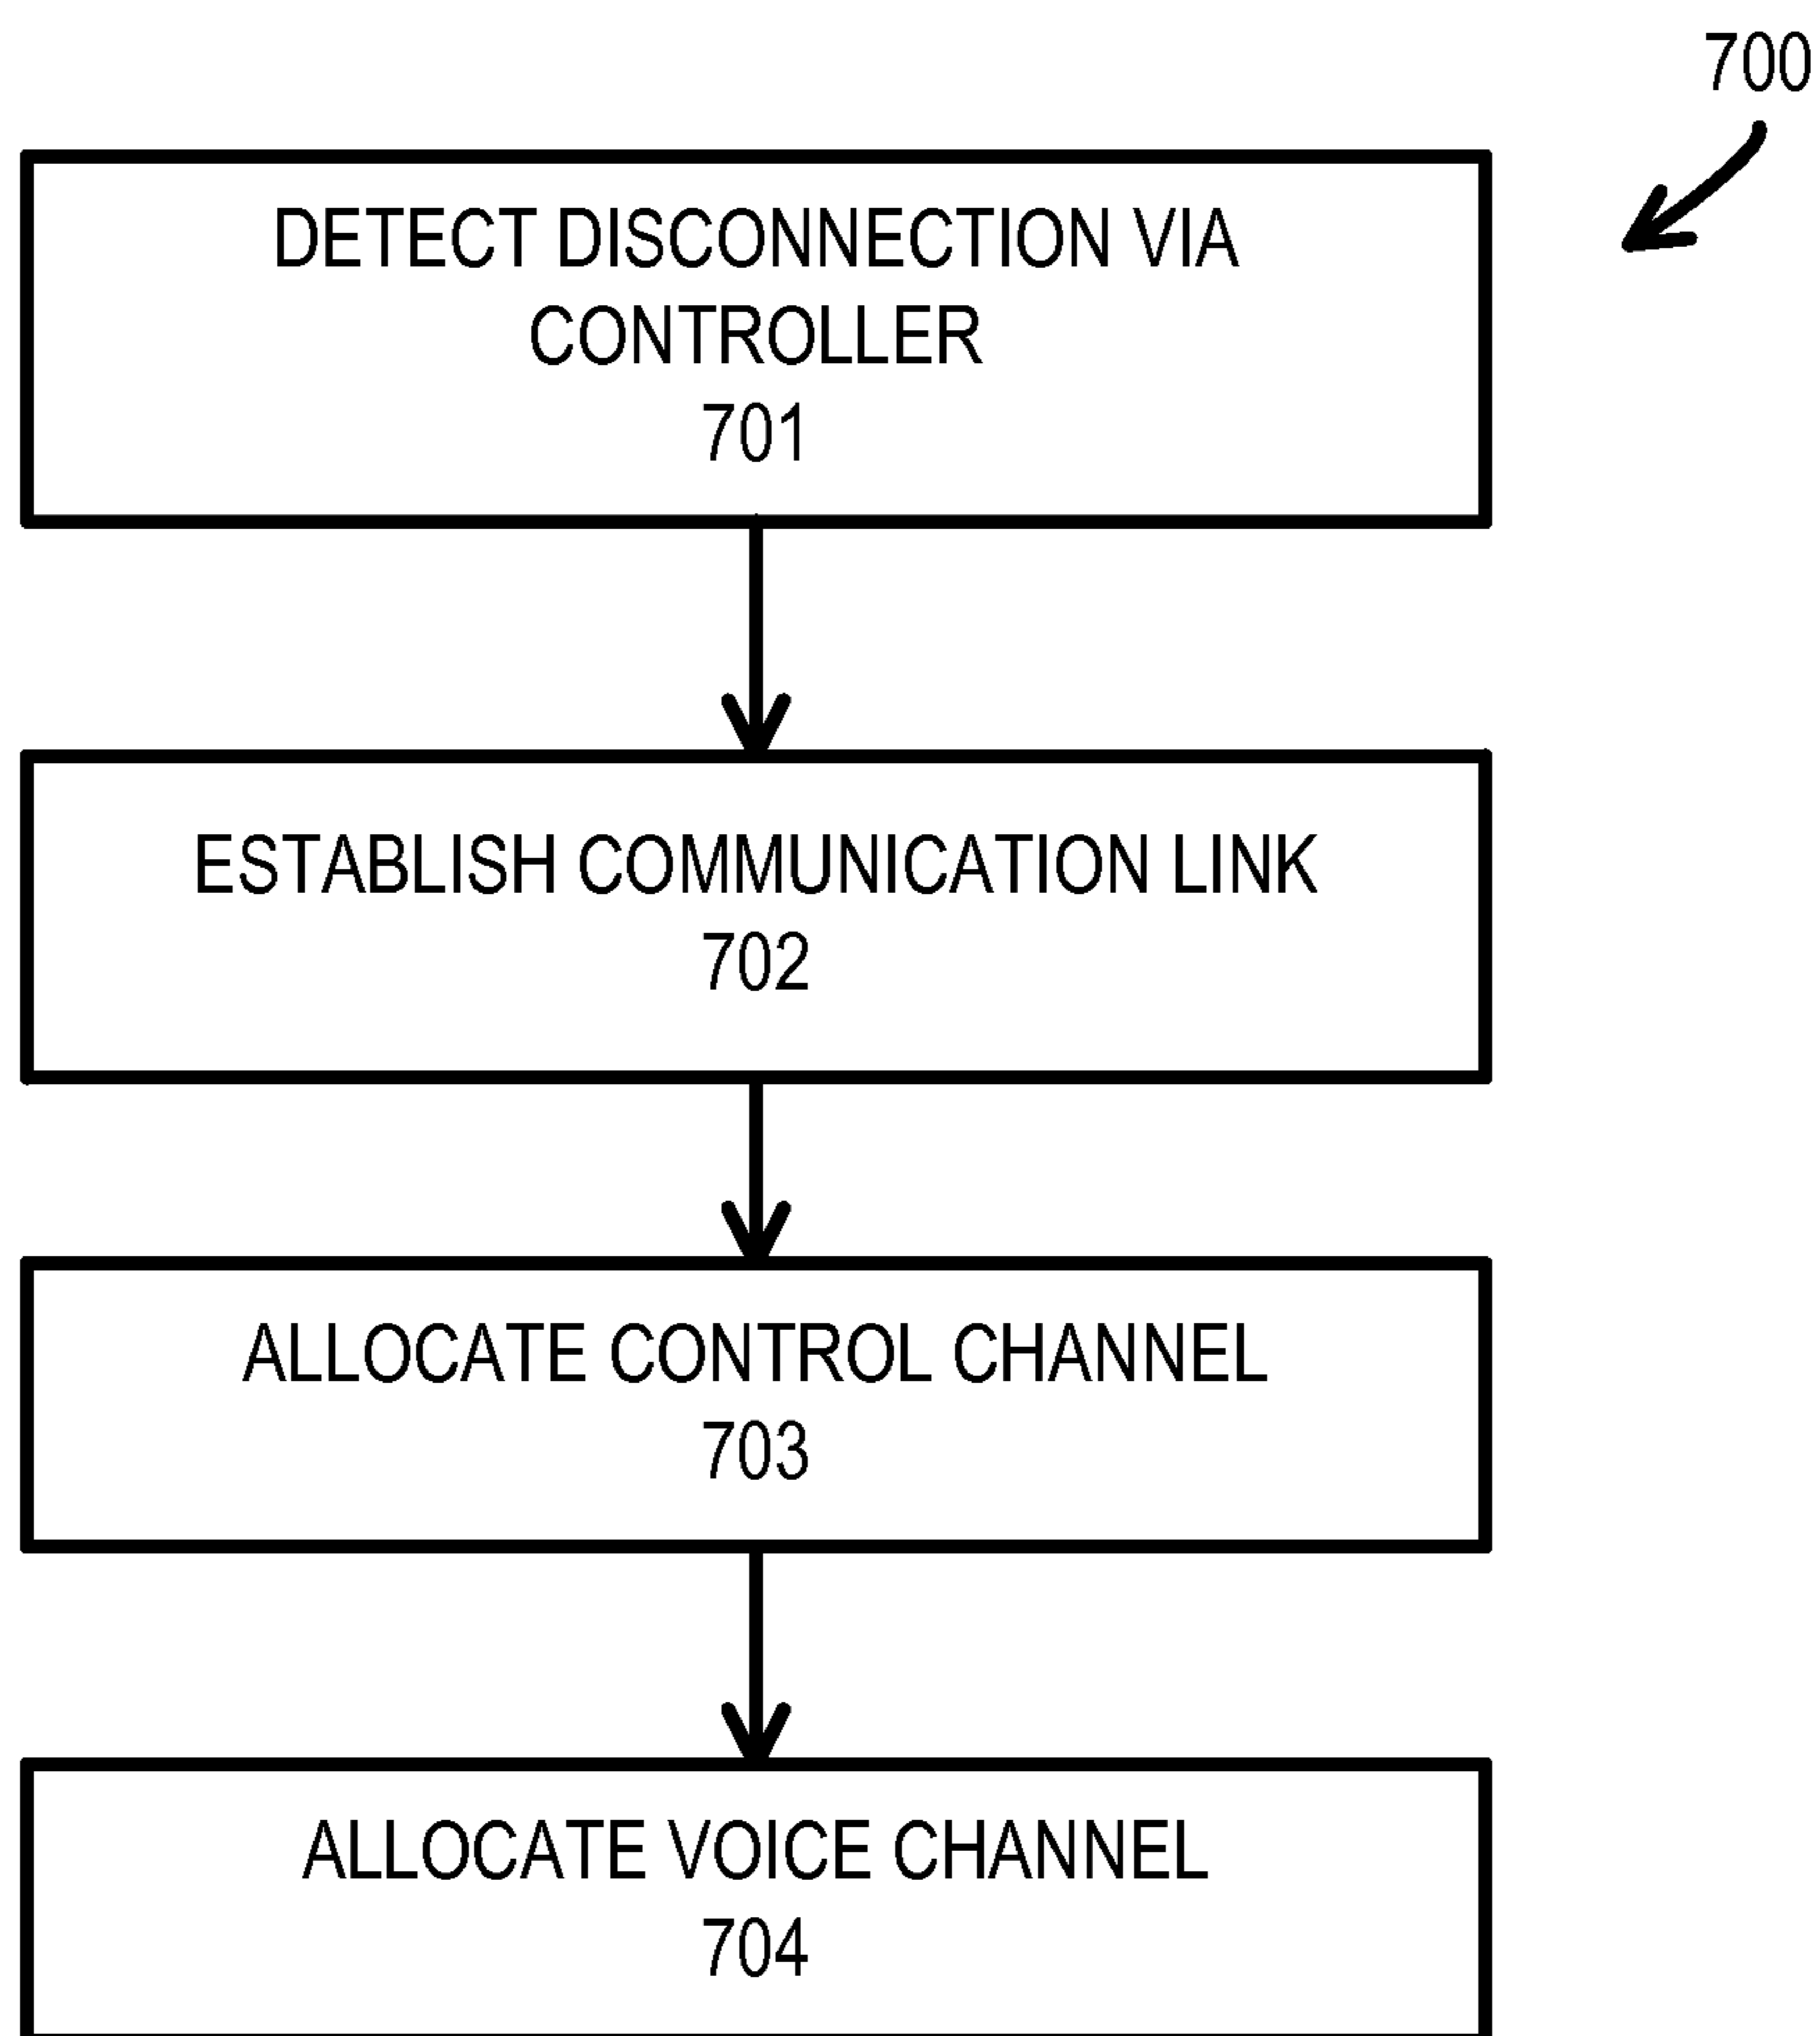 700
DETECT DISCONNECTION VIA
CONTROLLER
701
ESTABLISH COMMUNICATION LINK
702
ALLOCATE CONTROL CHANNEL
703
ALLOCATE VOICE CHANNEL
704